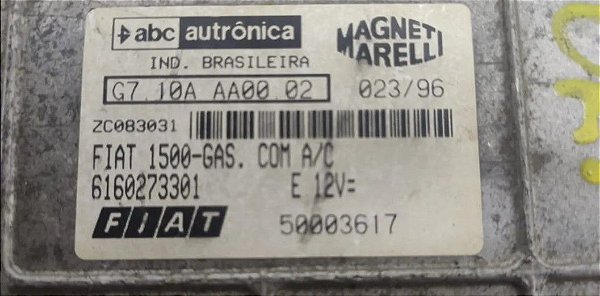 abc autrônica
MAGNETI MARELLI
IND. BRASILEIRA
G7.10A AA00.02 023/96
ZC083031
FIAT 1500-GAS. COM A/C
6160273301 E 12V=
FIAT 50003617